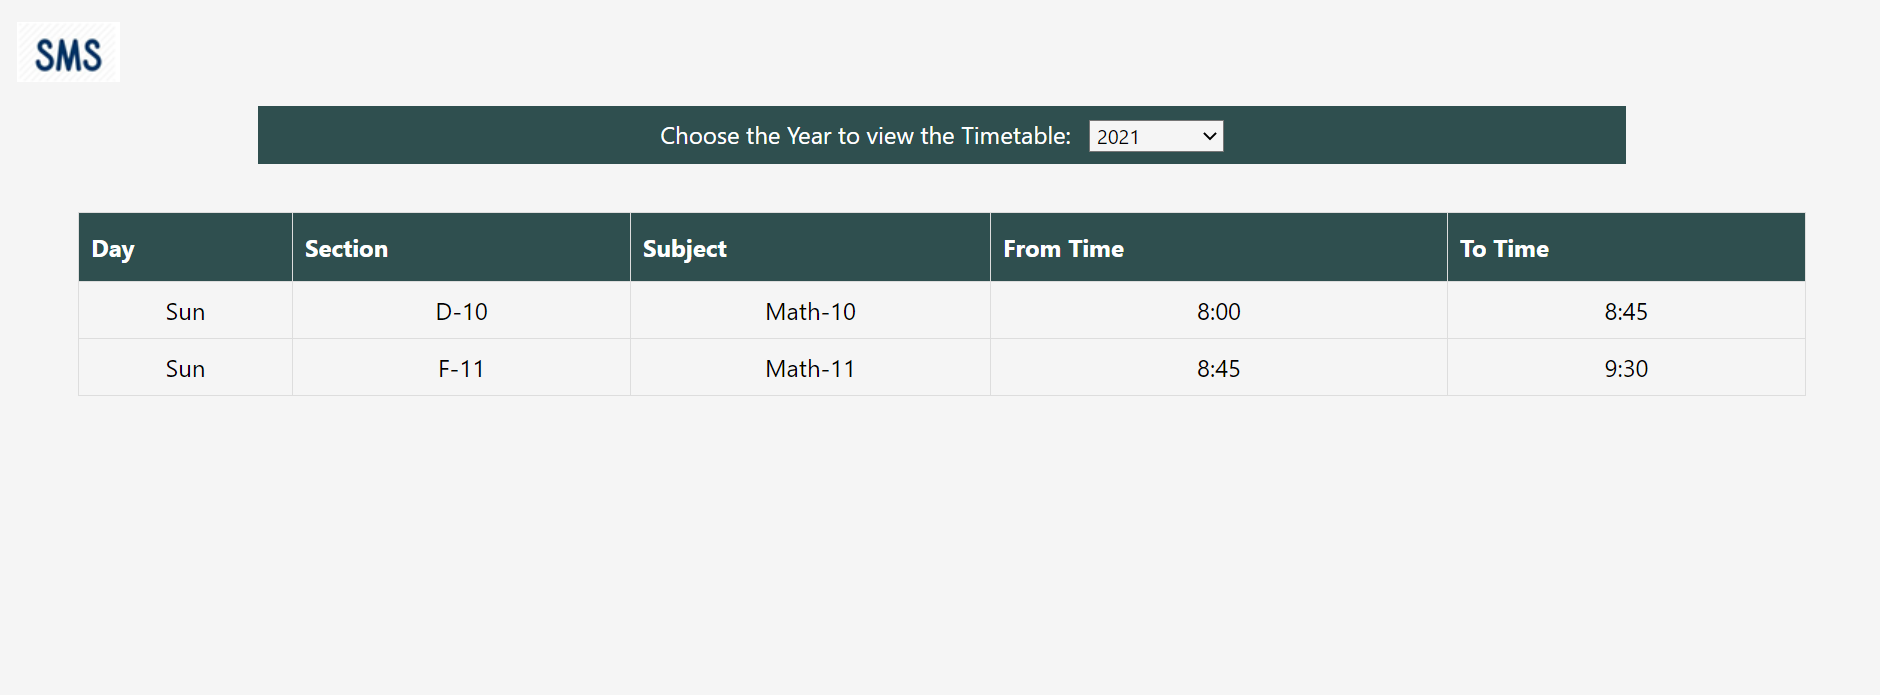 SMS
Choose the Year to view the Timetable: 2021
Day Section Subject From Time To Time
Sun D-10 Math-10 8:00 8:45
Sun F-11 Math-11 8:45 9:30